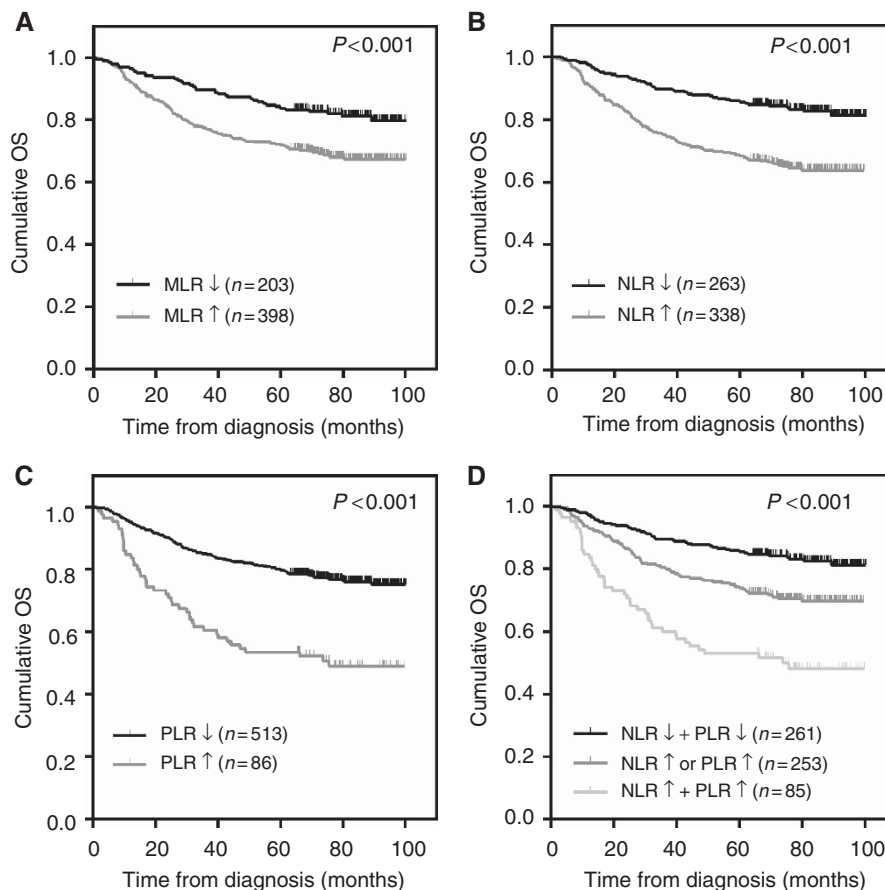 A
P<0.001
1.0
0.8
0.6
0.4
0.2
0.0
Cumulative OS
MLR ↓ (n=203)
MLR ↑ (n=398)
0 20 40 60 80 100
Time from diagnosis (months)
B
P<0.001
1.0
0.8
0.6
0.4
0.2
0.0
Cumulative OS
NLR ↓ (n=263)
NLR ↑ (n=338)
0 20 40 60 80 100
Time from diagnosis (months)
C
P<0.001
1.0
0.8
0.6
0.4
0.2
0.0
Cumulative OS
PLR ↓ (n=513)
PLR ↑ (n=86)
0 20 40 60 80 100
Time from diagnosis (months)
D
P<0.001
1.0
0.8
0.6
0.4
0.2
0.0
Cumulative OS
NLR ↓ + PLR ↓ (n=261)
NLR ↑ or PLR ↑ (n=253)
NLR ↑ + PLR ↑ (n=85)
0 20 40 60 80 100
Time from diagnosis (months)